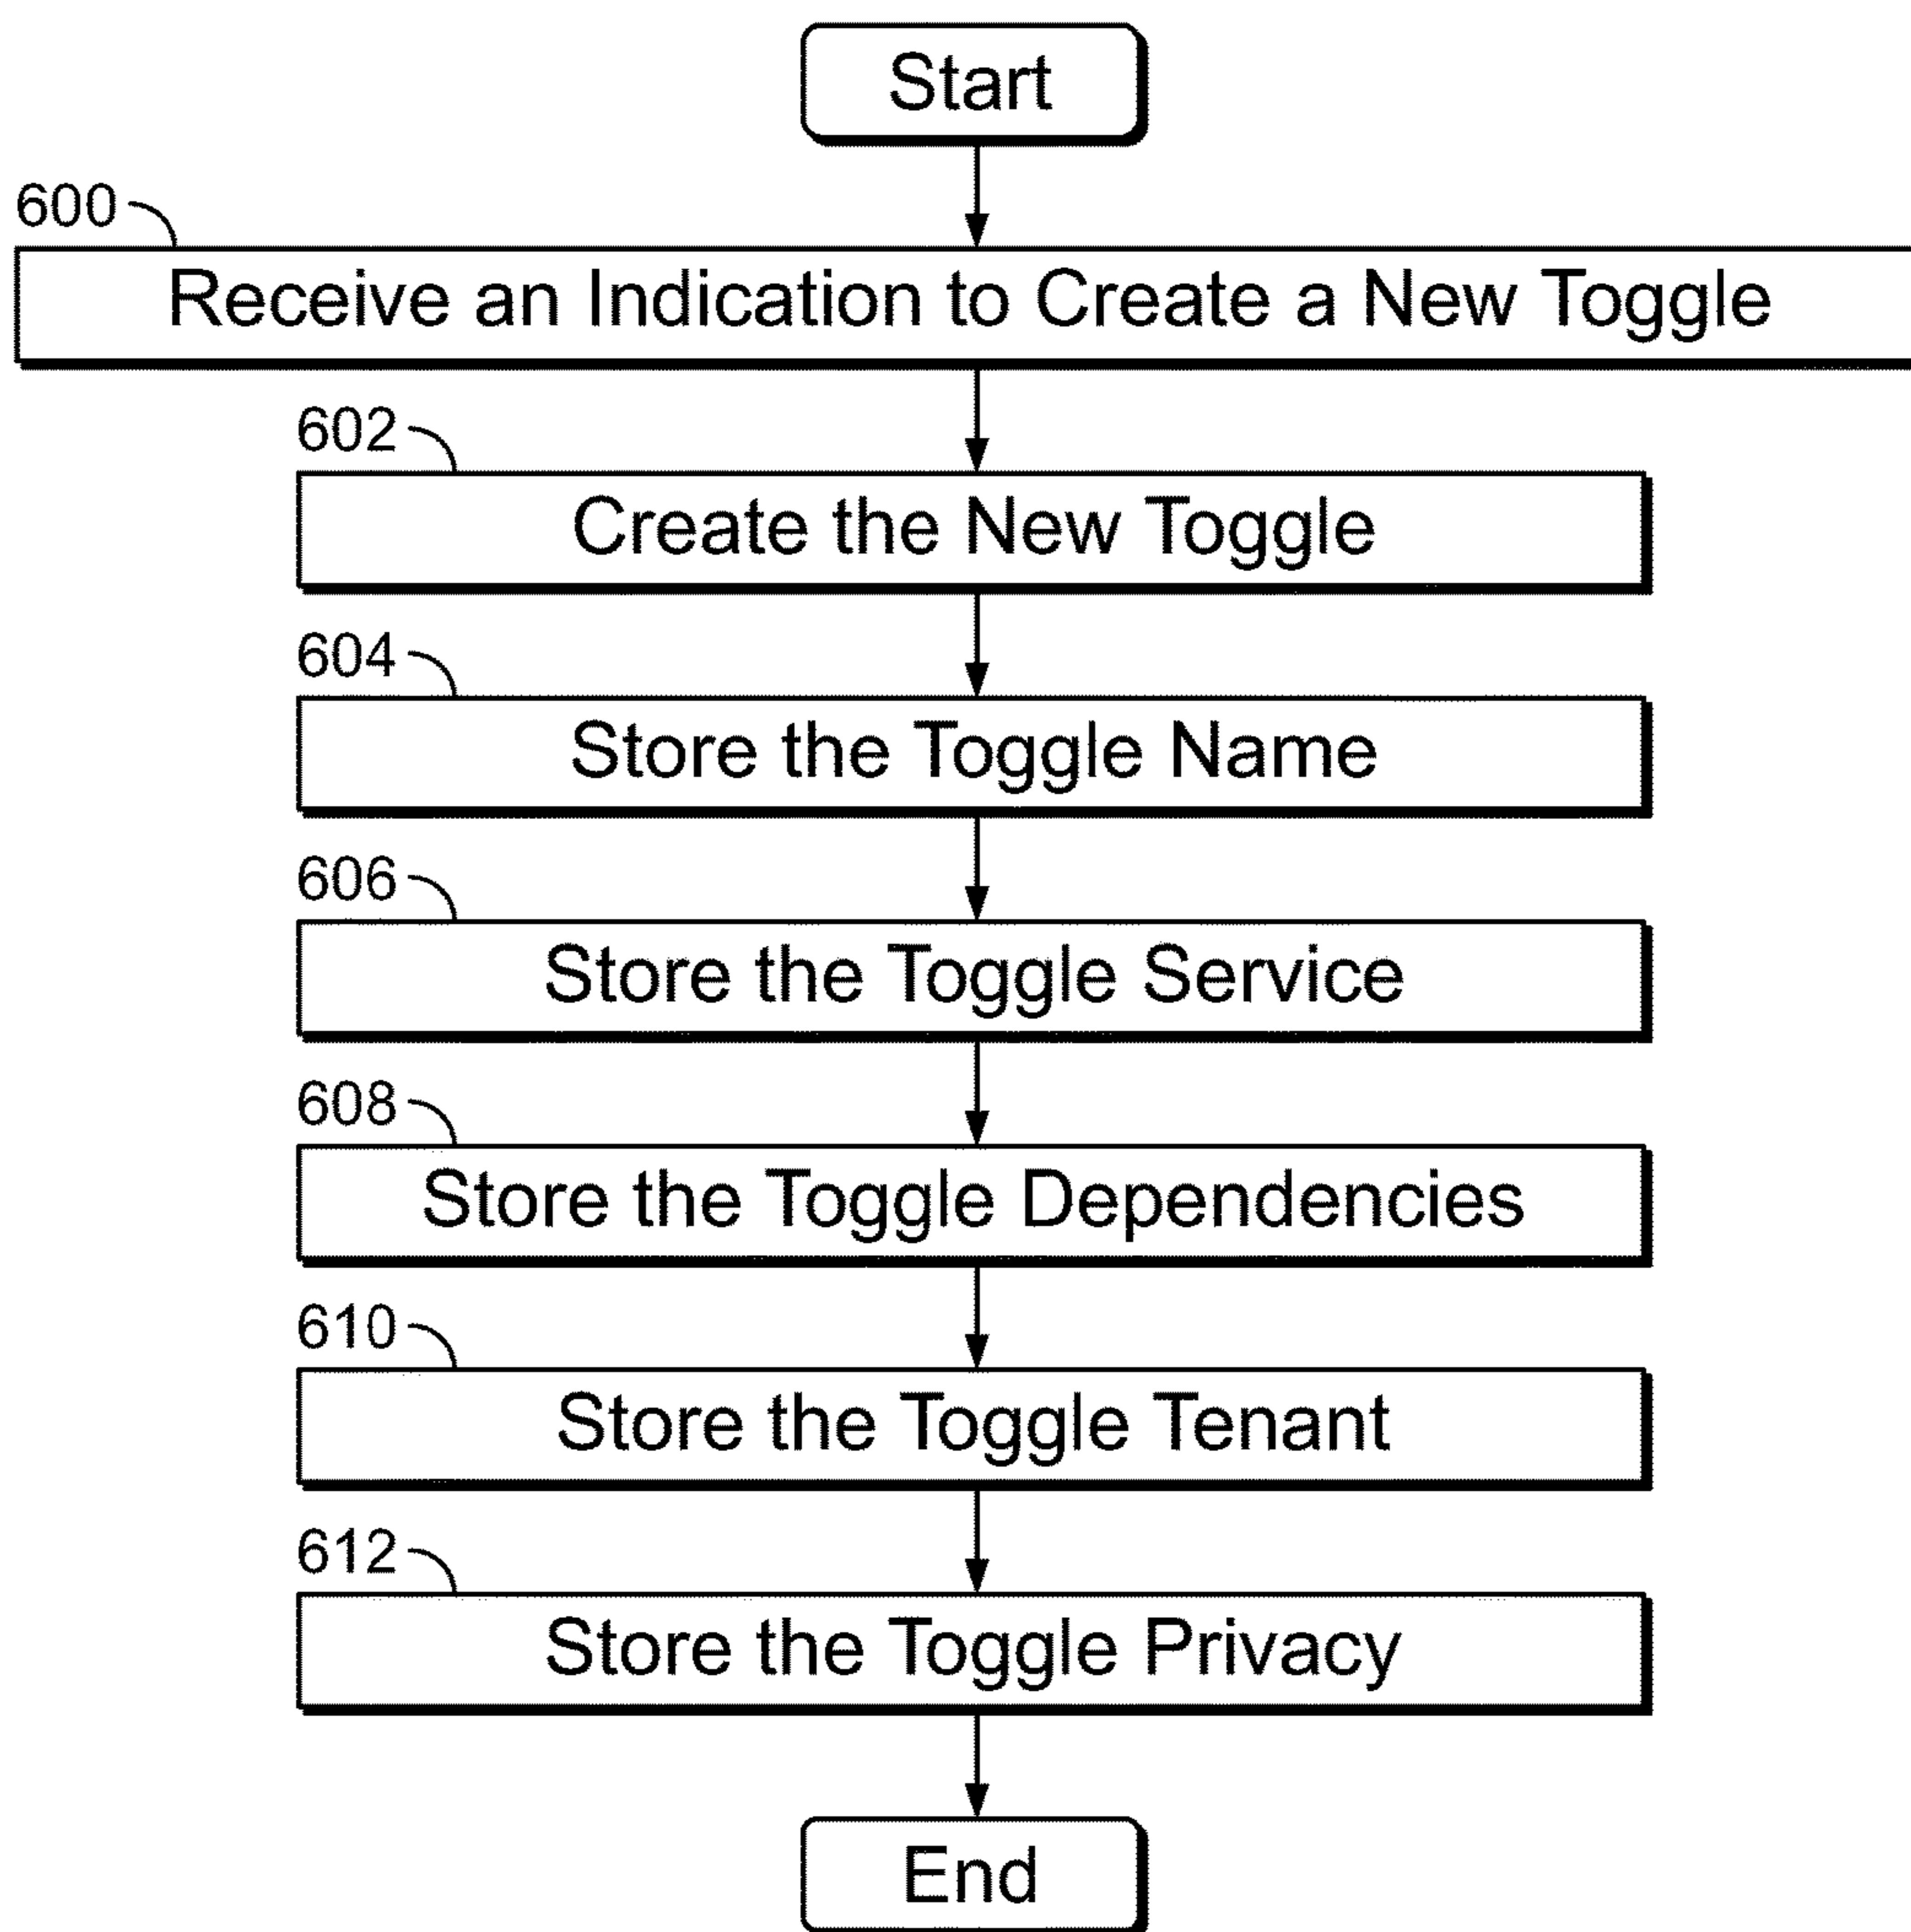 Start
600
Receive an Indication to Create a New Toggle
602
Create the New Toggle
604
Store the Toggle Name
606
Store the Toggle Service
608
Store the Toggle Dependencies
610
Store the Toggle Tenant
612
Store the Toggle Privacy
End